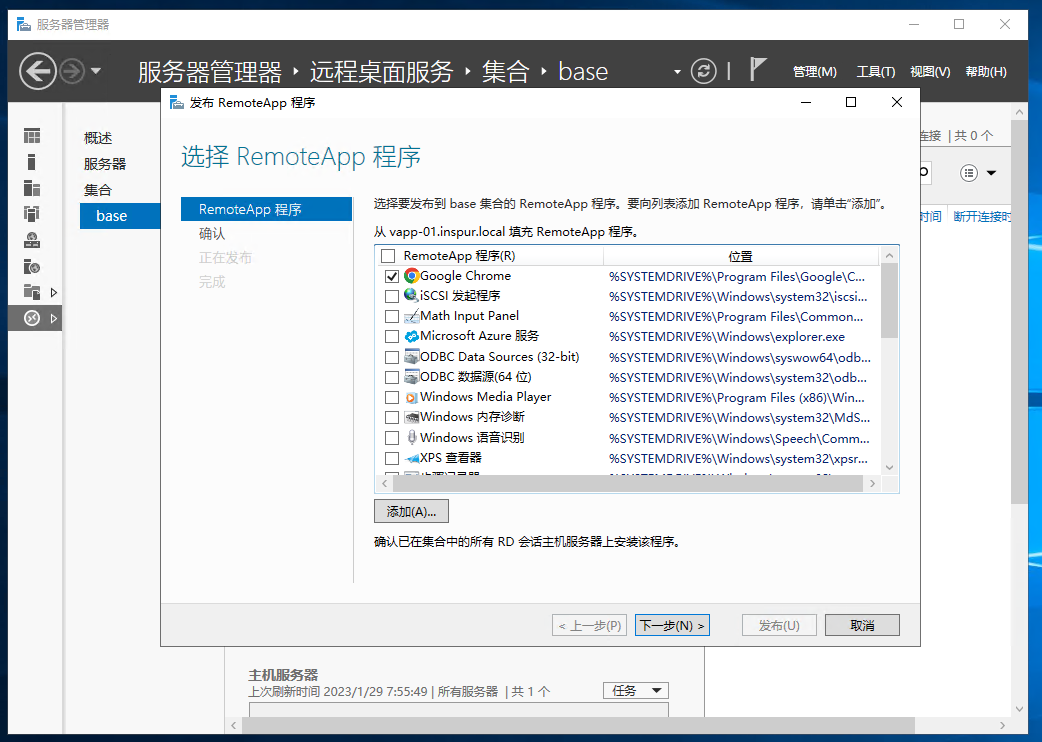 服务器管理器
服务器管理器 · 远程桌面服务 · 集合 · base
管理(M) 工具(T) 视图(V) 帮助(H)
发布 RemoteApp 程序
概述
服务器
集合
base
连接 | 共 0 个
时间 断开连接时
选择 RemoteApp 程序
RemoteApp 程序
确认
正在发布
完成
选择要发布到 base 集合的 RemoteApp 程序。要向列表添加 RemoteApp 程序，请单击“添加”。
从 vapp-01.inspur.local 填充 RemoteApp 程序。
RemoteApp 程序(R) 位置
Google Chrome %SYSTEMDRIVE%\Program Files\Google\C...
iSCSI 发起程序 %SYSTEMDRIVE%\Windows\system32\iscsi...
Math Input Panel %SYSTEMDRIVE%\Program Files\Common...
Microsoft Azure 服务 %SYSTEMDRIVE%\Windows\explorer.exe
ODBC Data Sources (32-bit) %SYSTEMDRIVE%\Windows\syswow64\odb...
ODBC 数据源(64 位) %SYSTEMDRIVE%\Windows\system32\odb...
Windows Media Player %SYSTEMDRIVE%\Program Files (x86)\Win...
Windows 内存诊断 %SYSTEMDRIVE%\Windows\system32\MdS...
Windows 语音识别 %SYSTEMDRIVE%\Windows\Speech\Comm...
XPS 查看器 %SYSTEMDRIVE%\Windows\system32\xpsr...
添加(A)...
确认已在集合中的所有 RD 会话主机服务器上安装该程序。
< 上一步(P) 下一步(N) > 发布(U) 取消
主机服务器
上次刷新时间 2023/1/29 7:55:49 | 所有服务器 | 共 1 个
任务